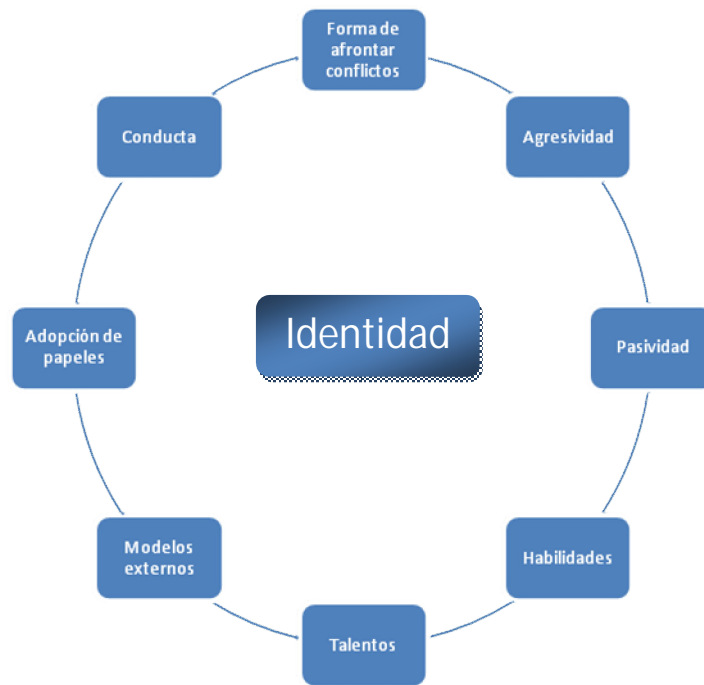 Forma de
afrontar
conflictos
Agresividad
Pasividad
Habilidades
Talentos
Modelos
externos
Adopción de
papeles
Conducta
Identidad